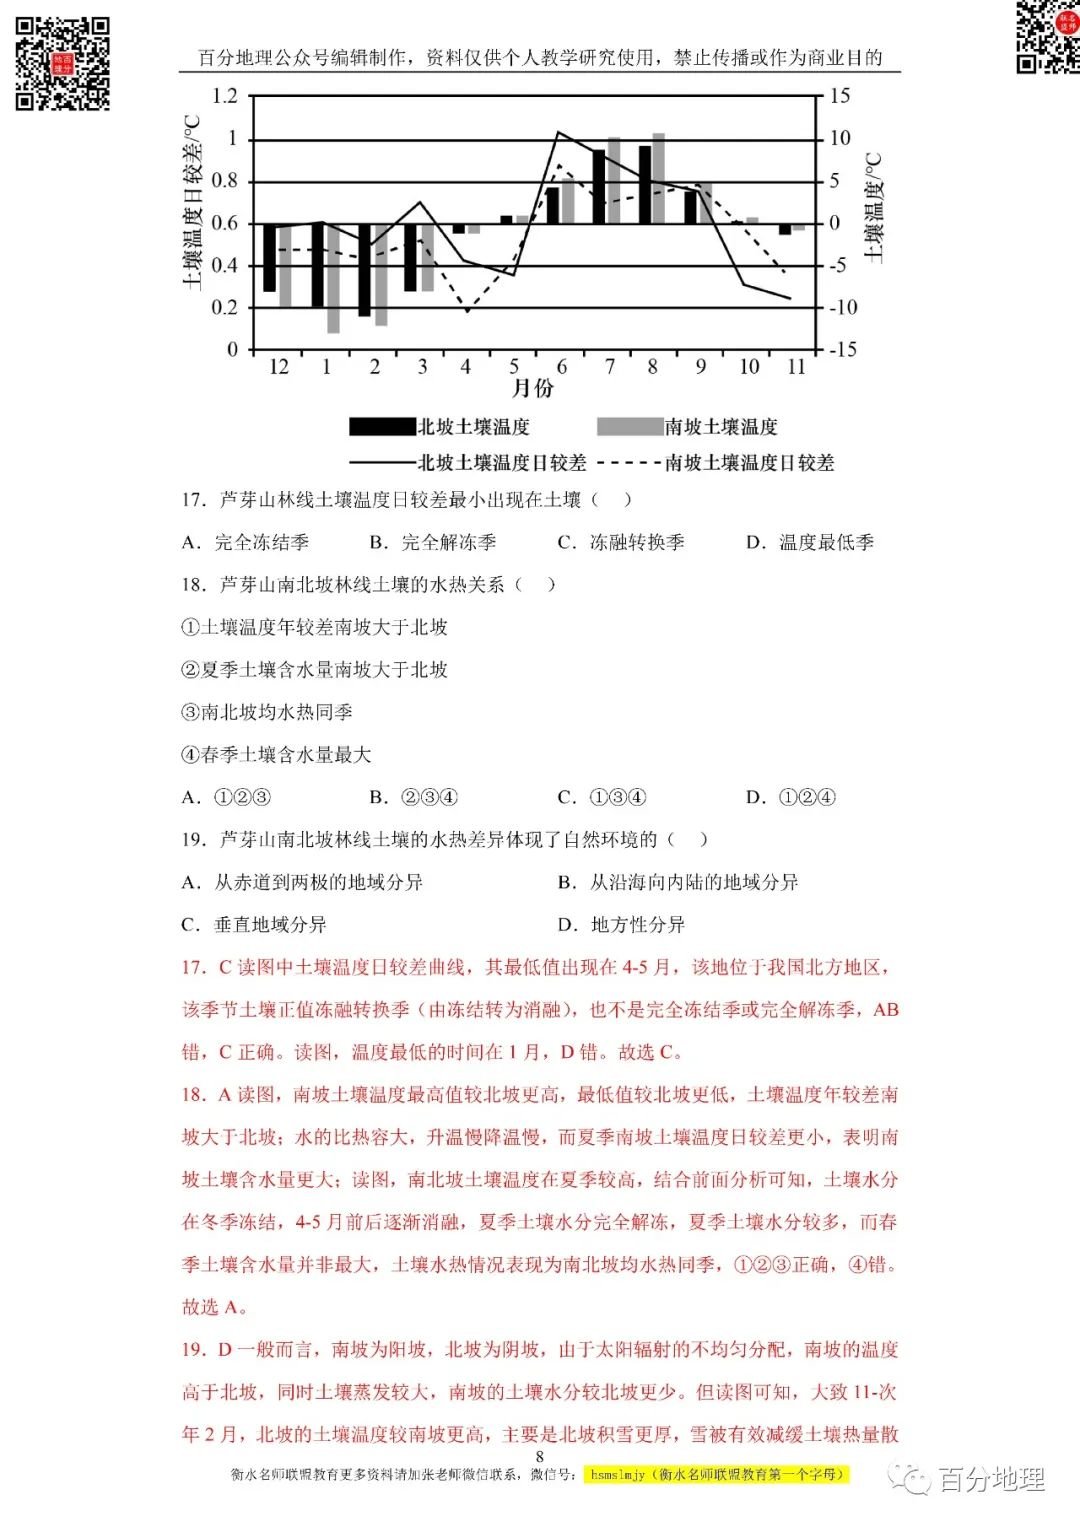 百分地理公众号编辑制作，资料仅供个人教学研究使用，禁止传播或作为商业目的
地百
理分
联名
盟师
1.2
1
0.8
0.6
0.4
0.2
0
土壤温度日较差/℃
15
10
5
0
-5
-10
-15
土壤温度/℃
12 1 2 3 4 5 6 7 8 9 10 11
月份
北坡土壤温度 南坡土壤温度
北坡土壤温度日较差 南坡土壤温度日较差
17．芦芽山林线土壤温度日较差最小出现在土壤（ ）
A．完全冻结季 B．完全解冻季 C．冻融转换季 D．温度最低季
18．芦芽山南北坡林线土壤的水热关系（ ）
①土壤温度年较差南坡大于北坡
②夏季土壤含水量南坡大于北坡
③南北坡均水热同季
④春季土壤含水量最大
A．①②③ B．②③④ C．①③④ D．①②④
19．芦芽山南北坡林线土壤的水热差异体现了自然环境的（ ）
A．从赤道到两极的地域分异 B．从沿海向内陆的地域分异
C．垂直地域分异 D．地方性分异
17．C 读图中土壤温度日较差曲线，其最低值出现在 4-5 月，该地位于我国北方地区，
该季节土壤正值冻融转换季（由冻结转为消融），也不是完全冻结季或完全解冻季，AB
错，C 正确。读图，温度最低的时间在 1 月，D 错。故选 C。
18．A 读图，南坡土壤温度最高值较北坡更高，最低值较北坡更低，土壤温度年较差南
坡大于北坡；水的比热容大，升温慢降温慢，而夏季南坡土壤温度日较差更小，表明南
坡土壤含水量更大；读图，南北坡土壤温度在夏季较高，结合前面分析可知，土壤水分
在冬季冻结，4-5 月前后逐渐消融，夏季土壤水分完全解冻，夏季土壤水分较多，而春
季土壤含水量并非最大，土壤水热情况表现为南北坡均水热同季，①②③正确，④错。
故选 A。
19．D 一般而言，南坡为阳坡，北坡为阴坡，由于太阳辐射的不均匀分配，南坡的温度
高于北坡，同时土壤蒸发较大，南坡的土壤水分较北坡更少。但读图可知，大致 11-次
年 2 月，北坡的土壤温度较南坡更高，主要是北坡积雪更厚，雪被有效减缓土壤热量散
8
衡水名师联盟教育更多资料请加张老师微信联系，微信号： hsmslmjy（衡水名师联盟教育第一个字母）
百分地理